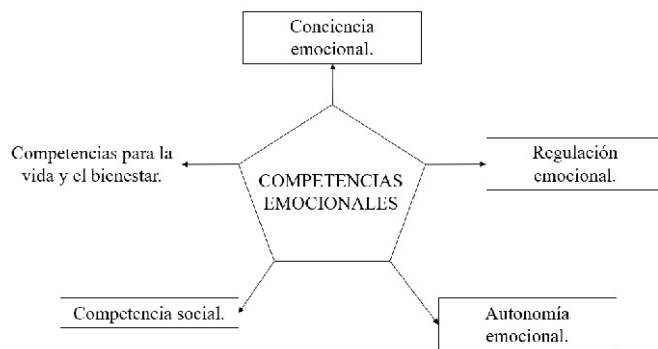 Conciencia
emocional.
Competencias para la
vida y el bienestar.
Regulación
emocional.
COMPETENCIAS
EMOCIONALES
Competencia social.
Autonomía
emocional.